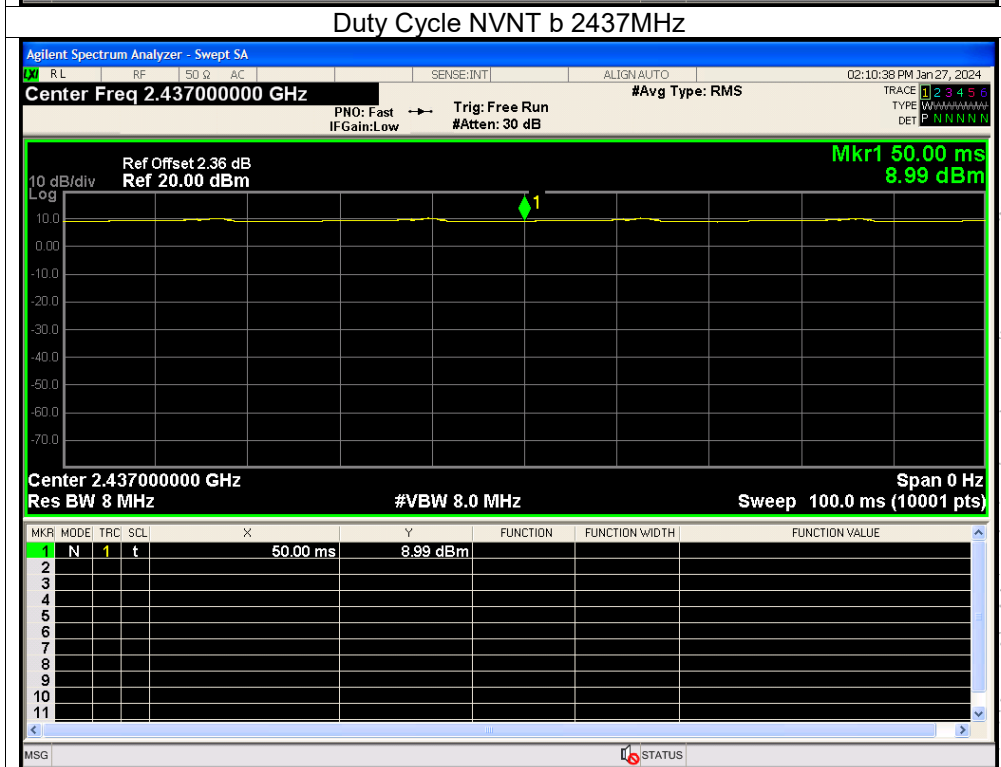 Duty Cycle NVNT b 2437MHz
Agilent Spectrum Analyzer - Swept SA
LXI RL RF 50 Ω AC SENSE:INT ALIGN AUTO 02:10:38 PM Jan 27, 2024
Center Freq 2.437000000 GHz #Avg Type: RMS TRACE 1 2 3 4 5 6
PNO: Fast Trig: Free Run TYPE WWWWWW
IFGain:Low #Atten: 30 dB DET P N N N N N
Mkr1 50.00 ms
8.99 dBm
Ref Offset 2.36 dB
10 dB/div Ref 20.00 dBm
Log
1
10.0
0.00
-10.0
-20.0
-30.0
-40.0
-50.0
-60.0
-70.0
Center 2.437000000 GHz Span 0 Hz
Res BW 8 MHz #VBW 8.0 MHz Sweep 100.0 ms (10001 pts)
MKR MODE TRC SCL X Y FUNCTION FUNCTION WIDTH FUNCTION VALUE
1 N 1 t 50.00 ms 8.99 dBm
2
3
4
5
6
7
8
9
10
11
MSG STATUS